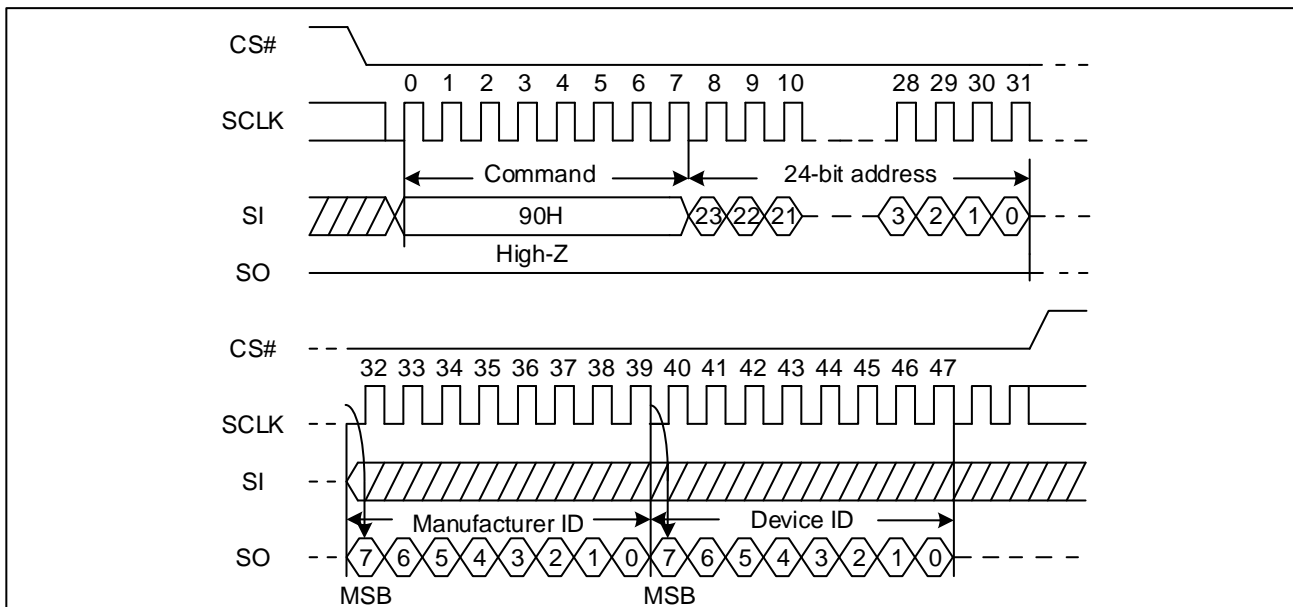 CS#
0 1 2 3 4 5 6 7 8 9 10 28 29 30 31
SCLK
Command 24-bit address
SI 90H 23 22 21 3 2 1 0
High-Z
SO
CS#
32 33 34 35 36 37 38 39 40 41 42 43 44 45 46 47
SCLK
SI
Manufacturer ID Device ID
SO 7 6 5 4 3 2 1 0 7 6 5 4 3 2 1 0
MSB MSB